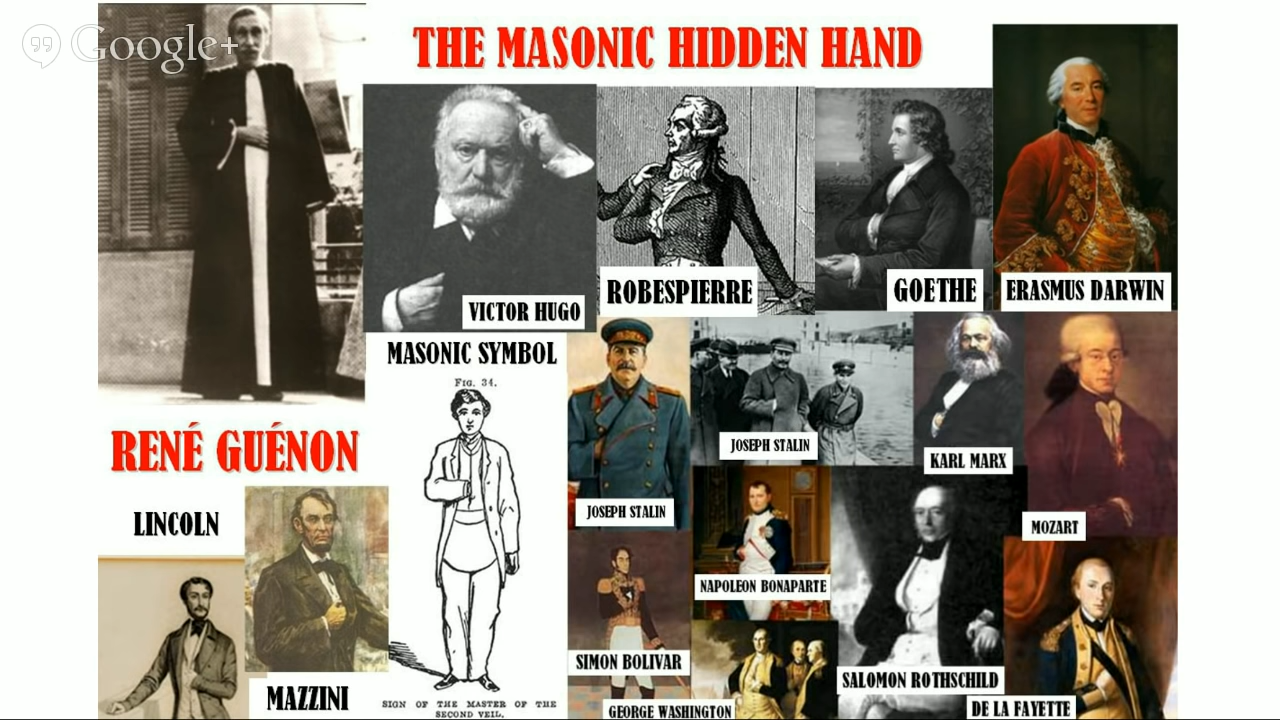 Google+
THE MASONIC HIDDEN HAND
VICTOR HUGO
ROBESPIERRE
GOETHE
ERASMUS DARWIN
MASONIC SYMBOL
FIG. 34.
RENÉ GUÉNON
LINCOLN
MAZZINI
SIGN OF THE MASTER OF THE
SECOND VEIL.
JOSEPH STALIN
JOSEPH STALIN
KARL MARX
MOZART
NAPOLEON BONAPARTE
SIMON BOLIVAR
GEORGE WASHINGTON
SALOMON ROTHSCHILD
DE LA FAYETTE